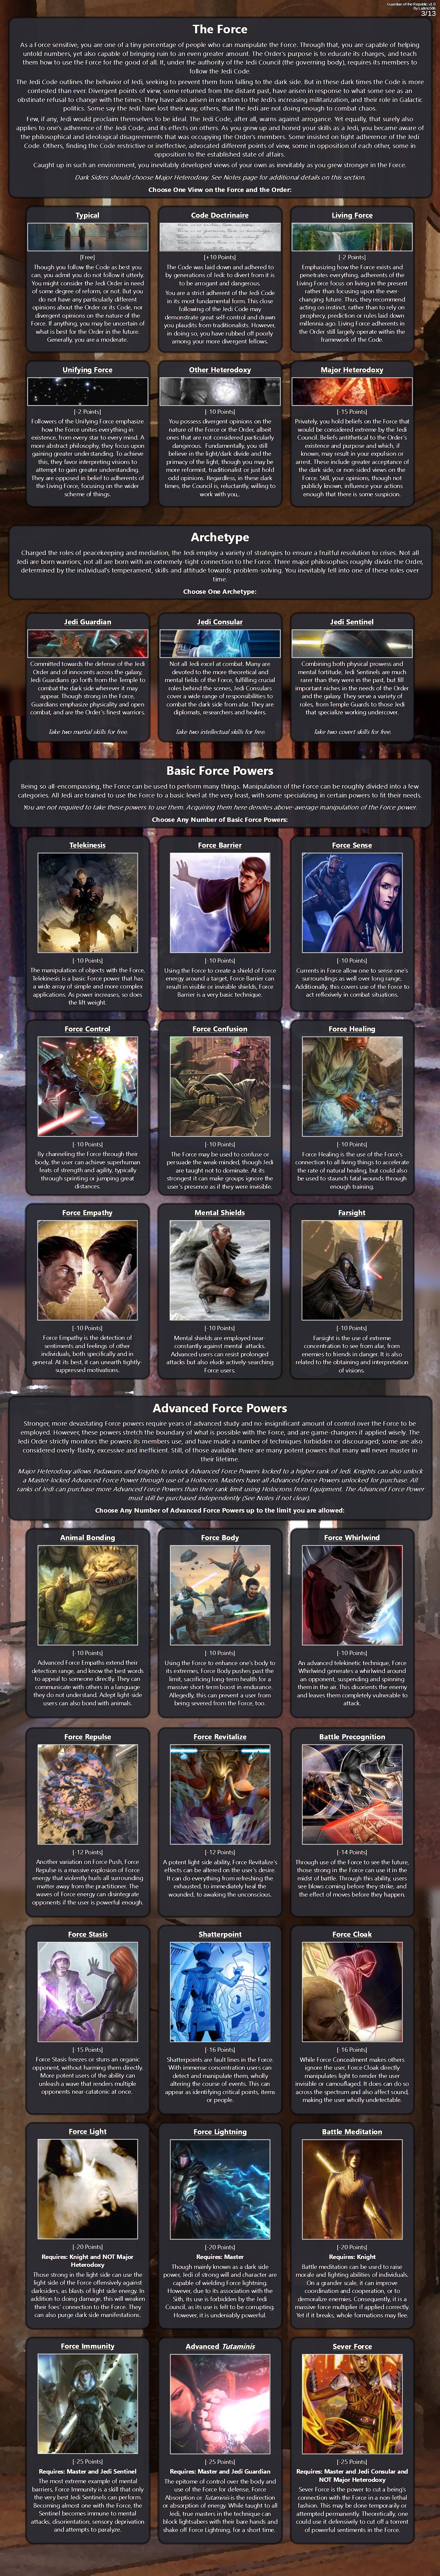 Guardian of the Republic v1.0
3/13
The Force
As a Force sensitive, you are one of a tiny percentage of people who can manipulate the Force. Through that, you are capable of helping
untold numbers, yet also capable of bringing ruin to an even greater amount. The Order's purpose is to educate its charges, and teach
them how to use the Force for the good of all. It, under the authority of the Jedi Council (the governing body), requires its members to
follow the Jedi Code.
The Jedi Code outlines the behavior of Jedi, seeking to prevent them from falling to the dark side. But in these dark times the Code is more
contested than ever. Divergent points of view, some returned from the distant past, have arisen in response to what some see as an
obstinate refusal to change with the times. They have also arisen in reaction to the Jedi's increasing militarization, and their role in Galactic
politics. Some say the Jedi have lost their way; others, that the Jedi are not doing enough to combat chaos.
Few, if any, Jedi would proclaim themselves to be ideal. The Jedi Code, after all, warns against arrogance. Yet equally, that surely also
applies to one's adherence of the Jedi Code, and its effects on others. As you grew up and honed your skills as a Jedi, you became aware of
the philosophical and ideological disagreements that was occupying the Order's members. Some insisted on tight adherence of the Jedi
Code. Others, finding the Code restrictive or ineffective, advocated different points of view, some in opposition of each other, some in
opposition to the established state of affairs.
Caught up in such an environment, you inevitably developed views of your own as inevitably as you grew stronger in the Force.
Dark Siders should choose Major Heterodoxy. See Notes page for additional details on this section.
Choose One View on the Force and the Order:
Typical
[Free]
Though you follow the Code as best you
can, you admit you do not follow it utterly.
You might consider the Jedi Order in need
of some degree of reform, or not. But you
do not have any particularly different
opinions about the Order or its Code, nor
divergent opinions on the nature of the
Force. If anything, you may be uncertain of
what is best for the Order in the future.
Generally, you are a moderate.
Code Doctrinaire
[+10 Points]
The Code was laid down and adhered to
by generations of Jedi; to divert from it is
to be arrogant and dangerous.
You are a strict adherent of the Jedi Code
in its most fundamental form. This close
following of the Jedi Code may
demonstrate great self-control and drawn
you plaudits from traditionalists. However,
in doing so, you have rubbed off poorly
among your more divergent fellows.
Living Force
[-2 Points]
Emphasizing how the Force exists and
penetrates everything, adherents of the
Living Force focus on living in the present
rather than focusing upon the ever-
changing future. Thus, they recommend
acting on instinct, rather than to rely on
prophecy, prediction or rules laid down
millennia ago. Living Force adherents in
the Order still largely operate within the
framework of the Code.
Unifying Force
[-2 Points]
Followers of the Unifying Force emphasize
how the Force unites everything in
existence, from every star to every mind. A
more abstract philosophy, they focus upon
gaining greater understanding. To achieve
this, they favor interpreting visions to
attempt to gain greater understanding.
They are opposed in belief to adherents of
the Living Force, focusing on the wider
scheme of things.
Other Heterodoxy
[-10 Points]
You possess divergent opinions on the
nature of the Force or the Order, albeit
ones that are not considered particularly
dangerous. Fundamentally, you still
believe in the light/dark divide and the
primacy of the light, though you may be
more reformist, traditionalist or just hold
odd opinions. Regardless, in these dark
times, the Council is, reluctantly, willing to
work with you,.
Major Heterodoxy
[-15 Points]
Privately, you hold beliefs on the Force that
would be considered extreme by the Jedi
Council. Beliefs antithetical to the Order's
existence and purpose and which, if
known, may result in your expulsion or
arrest. These include greater acceptance of
the dark side, or non-sided views on the
Force. Still, your opinions, though not
publicly known, influence your actions
enough that there is some suspicion.
Archetype
Charged the roles of peacekeeping and mediation, the Jedi employ a variety of strategies to ensure a fruitful resolution to crises. Not all
Jedi are born warriors; not all are born with an extremely-tight connection to the Force. Three major philosophies roughly divide the Order,
determined by the individual's temperament, skills and attitude towards problem-solving. You inevitably fell into one of these roles over
time.
Choose One Archetype:
Jedi Guardian
Committed towards the defense of the Jedi
Order and of innocents across the galaxy,
Jedi Guardians go forth from the Temple to
combat the dark side wherever it may
appear. Though strong in the Force,
Guardians emphasize physicality and open
combat, and are the Order's finest warriors.
Take two martial skills for free.
Jedi Consular
Not all Jedi excel at combat. Many are
devoted to the more theoretical and
mental fields of the Force, fulfilling crucial
roles behind the scenes, Jedi Consulars
cover a wide range of responsibilities to
combat the dark side from afar. They are
diplomats, researchers and healers.
Take two intellectual skills for free.
Jedi Sentinel
Combining both physical prowess and
mental fortitude, Jedi Sentinels are much
rarer than they were in the past, but fill
important niches in the needs of the Order
and the galaxy. They serve a variety of
roles, from Temple Guards to those Jedi
that specialize working undercover.
Take two covert skills for free.
Basic Force Powers
Being so all-encompassing, the Force can be used to perform many things. Manipulation of the Force can be roughly divided into a few
categories. All Jedi are trained to use the Force to a basic level at the very least, with some specializing in certain powers to fit their needs.
You are not required to take these powers to use them. Acquiring them here denotes above-average manipulation of the Force power.
Choose Any Number of Basic Force Powers:
Telekinesis
[-10 Points]
The manipulation of objects with the Force,
Telekinesis is a basic Force power that has
a wide array of simple and more complex
applications. As power increases, so does
the lift weight.
Force Barrier
[-10 Points]
Using the Force to create a shield of Force
energy around a target, Force Barrier can
result in visible or invisible shields, Force
Barrier is a very basic technique.
Force Sense
[-10 Points]
Currents in Force allow one to sense one's
surroundings as well over long range.
Additionally, this covers use of the Force to
act reflexively in combat situations.
Force Control
[-10 Points]
By channeling the Force through their
body, the user can achieve superhuman
feats of strength and agility, typically
through sprinting or jumping great
distances.
Force Confusion
[-10 Points]
The Force may be used to confuse or
persuade the weak-minded, though Jedi
are taught not to dominate. At its
strongest it can make groups ignore the
user's presence as if they were invisible.
Force Healing
[-10 Points]
Force Healing is the use of the Force's
connection to all living things to accelerate
the rate of natural healing, but could also
be used to staunch fatal wounds through
enough training.
Force Empathy
[-10 Points]
Force Empathy is the detection of
sentiments and feelings of other
individuals, both specifically and in
general. At its best, it can unearth tightly-
suppressed motivations.
Mental Shields
[-10 Points]
Mental shields are employed near-
constantly against mental attacks.
Advanced users can resist prolonged
attacks but also elude actively searching
Force users.
Farsight
[-10 Points]
Farsight is the use of extreme
concentration to see from afar, from
enemies to friends in danger. It is also
related to the obtaining and interpretation
of visions.
Advanced Force Powers
Stronger, more devastating Force powers require years of advanced study and no-insignificant amount of control over the Force to be
employed. However, these powers stretch the boundary of what is possible with the Force, and are game-changers if applied wisely. The
Jedi Order strictly monitors the powers its members use, and have made a number of techniques forbidden or discouraged; some are also
considered overly-flashy, excessive and inefficient. Still, of those available there are many potent powers that many will never master in
their lifetime.
Major Heterodoxy allows Padawans and Knights to unlock Advanced Force Powers locked to a higher rank of Jedi. Knights can also unlock
a Master-locked Advanced Force Power through use of a Holocron. Masters have all Advanced Force Powers unlocked for purchase. All
ranks of Jedi can purchase more Advanced Force Powers than their rank limit using Holocrons from Equipment. The Advanced Force Power
must still be purchased independently (See Notes if not clear).
Choose Any Number of Advanced Force Powers up to the limit you are allowed:
Animal Bonding
[-10 Points]
Advanced Force Empaths extend their
detection range, and know the best words
to appeal to someone directly. They can
communicate with others in a language
they do not understand. Adept light-side
users can also bond with animals.
Force Body
[-10 Points]
Using the Force to enhance one's body to
its extremes, Force Body pushes past the
limit, sacrificing long-term health for a
massive short-term boost in endurance.
Allegedly, this can prevent a user from
being severed from the Force, too.
Force Whirlwind
[-10 Points]
An advanced telekinetic technique, Force
Whirlwind generates a whirlwind around
an opponent, suspending and spinning
them in the air. This disorients the enemy
and leaves them completely vulnerable to
attack.
Force Repulse
[-12 Points]
Another variation on Force Push, Force
Repulse is a massive explosion of Force
energy that violently hurls all surrounding
matter away from the practitioner. The
waves of Force energy can disintegrate
opponents if the user is powerful enough.
Force Revitalize
[-12 Points]
A potent light side ability, Force Revitalize's
effects can be altered on the user's desire.
It can do everything from refreshing the
exhausted, to immediately heal the
wounded, to awaking the unconscious.
Battle Precognition
[-14 Points]
Through use of the Force to see the future,
those strong in the Force can use it in the
midst of battle. Through this ability, users
see blows coming before they strike, and
the effect of moves before they happen.
Force Stasis
[-15 Points]
Force Stasis freezes or stuns an organic
opponent, without harming them directly.
More potent users of the ability can
unleash a wave that renders multiple
opponents near-catatonic at once.
Shatterpoint
[-16 Points]
Shatterpoints are fault lines in the Force.
With immense concentration users can
detect and manipulate them, wholly
altering the course of events. This can
appear as identifying critical points, items
or people.
Force Cloak
[-16 Points]
While Force Concealment makes others
ignore the user, Force Cloak directly
manipulates light to render the user
invisible or camouflaged. It does can do so
across the spectrum and also affect sound,
making the user wholly undetectable.
Force Light
[-20 Points]
Requires: Knight and NOT Major
Heterodoxy
Those strong in the light side can use the
light side of the Force offensively against
darksiders, as blasts of light side energy. In
addition to doing damage, this will weaken
their foes' connection to the Force. They
can also purge dark side manifestations.
Force Lightning
[-20 Points]
Requires: Master
Though mainly known as a dark side
power, Jedi of strong will and character are
capable of wielding Force lightning.
However, due to its association with the
Sith, its use is forbidden by the Jedi
Council, as its use is felt to be corrupting.
However, it is undeniably powerful.
Battle Meditation
[-20 Points]
Requires: Knight
Battle meditation can be used to raise
morale and fighting abilities of individuals.
On a grander scale, it can improve
coordination and cooperation, or to
demoralize enemies. Consequently, it is a
massive force multiplier if applied correctly.
Yet if it breaks, whole formations may flee.
Force Immunity
[-25 Points]
Requires: Master and Jedi Sentinel
The most extreme example of mental
barriers, Force Immunity is a skill that only
the very best Jedi Sentinels can perform.
Becoming almost one with the Force, the
Sentinel becomes immune to mental
attacks, disorientation, sensory deprivation
and attempts to paralyze.
Advanced Tutaminis
[-25 Points]
Requires: Master and Jedi Guardian
The epitome of control over the body and
use of the Force for defense, Force
Absorption or Tutaminis is the redirection
or absorption of energy. While taught to all
Jedi, true masters in the technique can
block lightsabers with their bare hands and
shake off Force Lightning, for a short time.
Sever Force
[-25 Points]
Requires: Master and Jedi Consular and
NOT Major Heterodoxy
Sever Force is the power to cut a being's
connection with the Force in a non-lethal
fashion. This may be done temporarily or
attempted permanently. Theoretically, one
could use it defensively to cut off a torrent
of powerful sentiments in the Force.